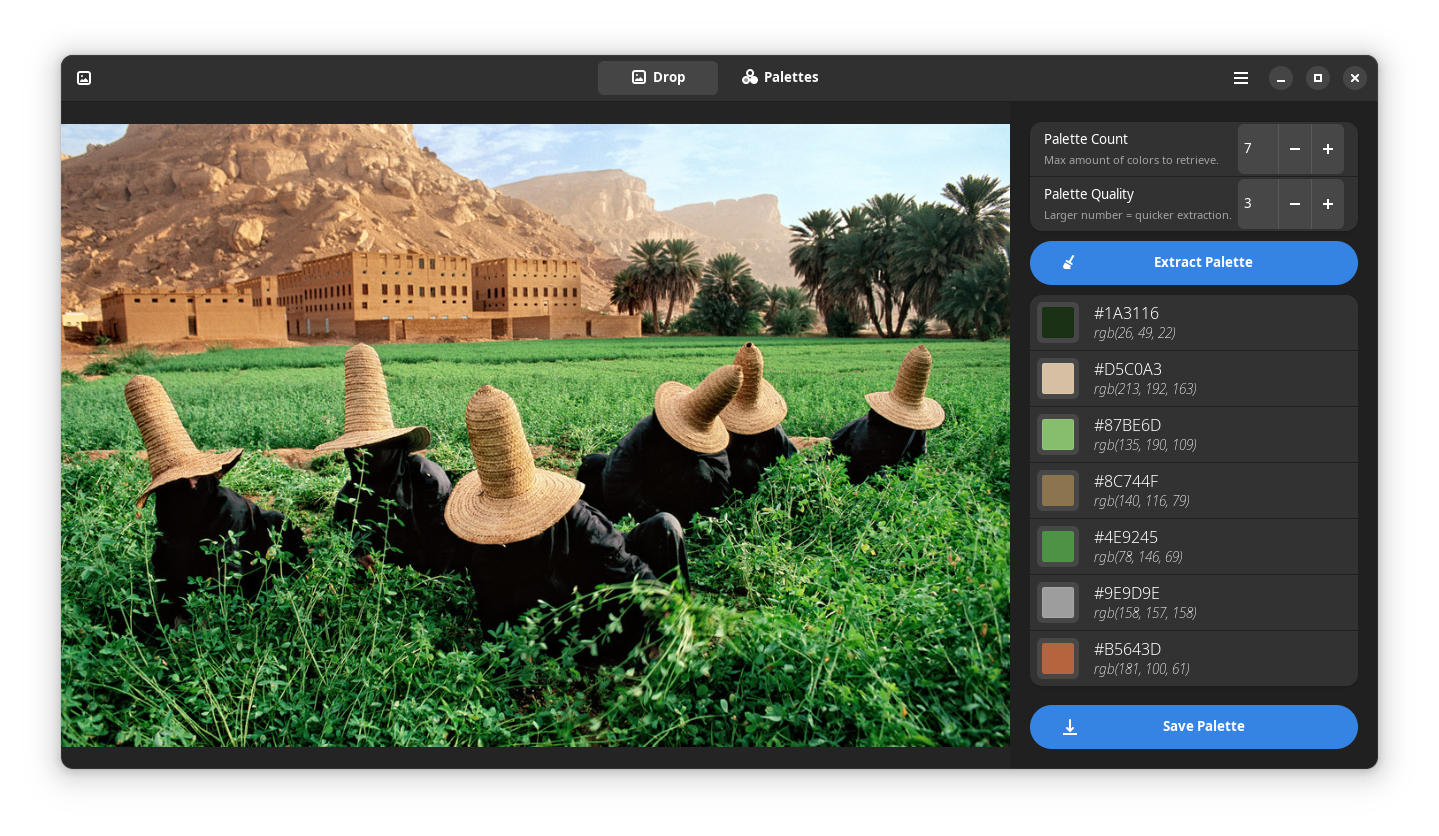 Drop
Palettes
Palette Count
Max amount of colors to retrieve.
7
Palette Quality
Larger number = quicker extraction.
3
Extract Palette
#1A3116
rgb(26, 49, 22)
#D5C0A3
rgb(213, 192, 163)
#87BE6D
rgb(135, 190, 109)
#8C744F
rgb(140, 116, 79)
#4E9245
rgb(78, 146, 69)
#9E9D9E
rgb(158, 157, 158)
#B5643D
rgb(181, 100, 61)
Save Palette